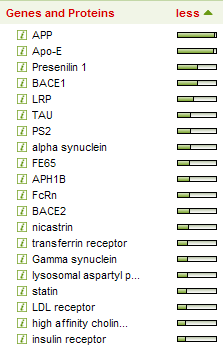 Genes and Proteins less
APP
Apo-E
Presenilin 1
BACE1
LRP
TAU
PS2
alpha synuclein
FE65
APH1B
FcRn
BACE2
nicastrin
transferrin receptor
Gamma synuclein
lysosomal aspartyl p...
statin
LDL receptor
high affinity cholin...
insulin receptor